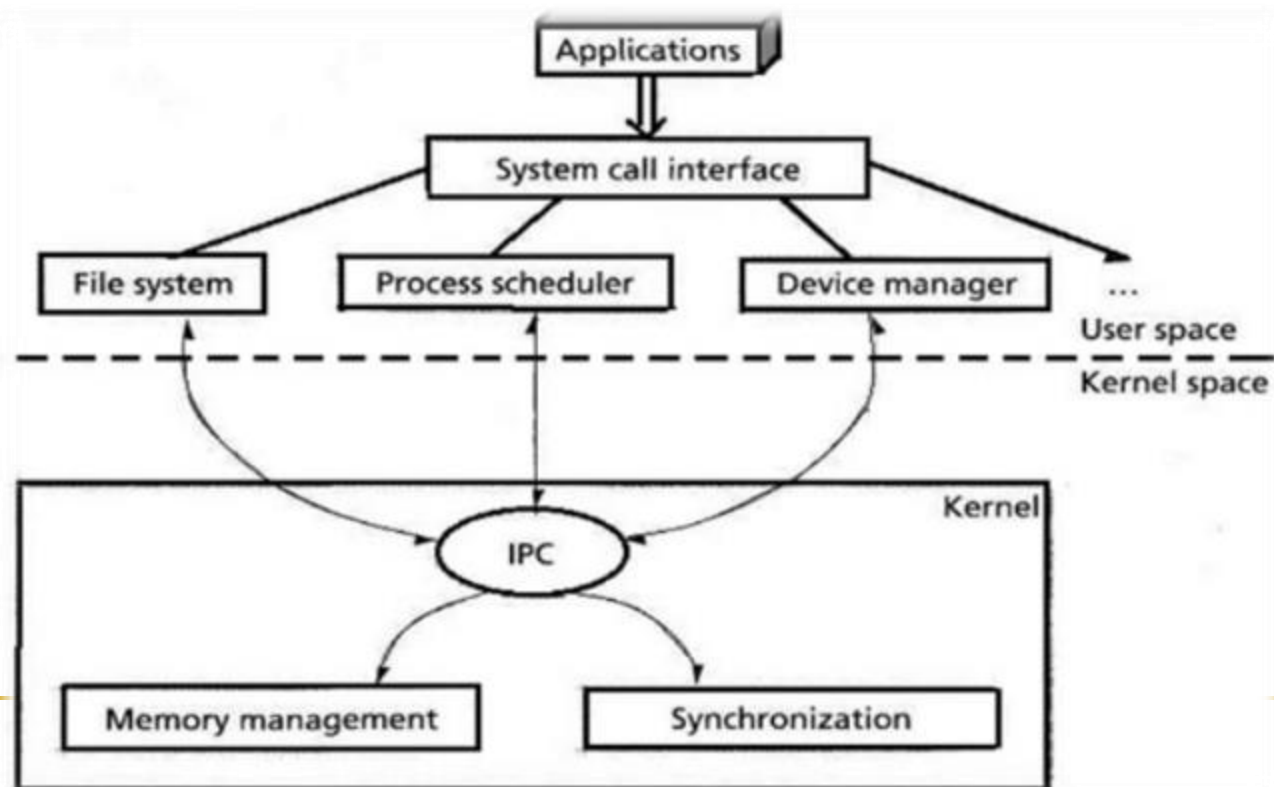 Applications
System call interface
File system
Process scheduler
Device manager
...
User space
Kernel space
Kernel
IPC
Memory management
Synchronization